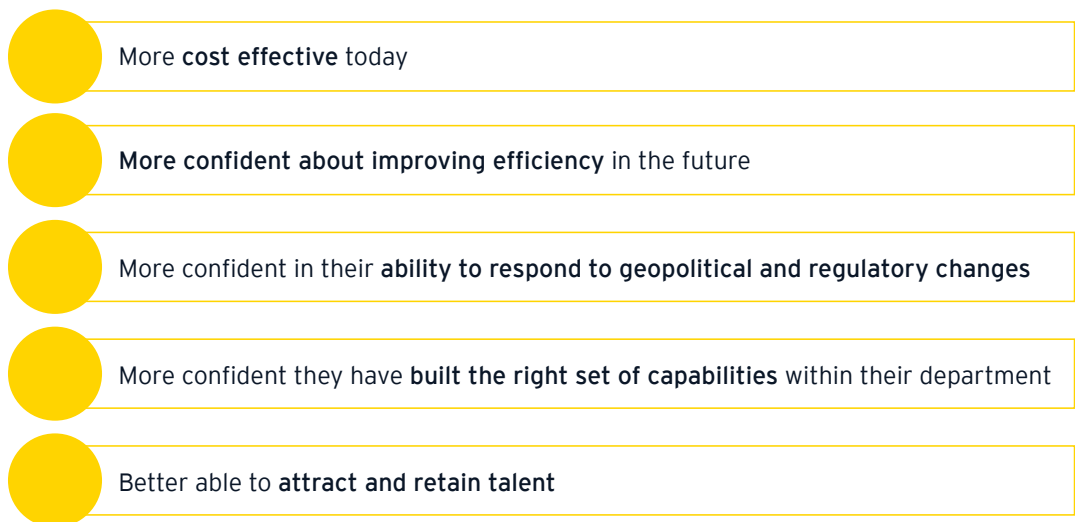 More cost effective today
More confident about improving efficiency in the future
More confident in their ability to respond to geopolitical and regulatory changes
More confident they have built the right set of capabilities within their department
Better able to attract and retain talent